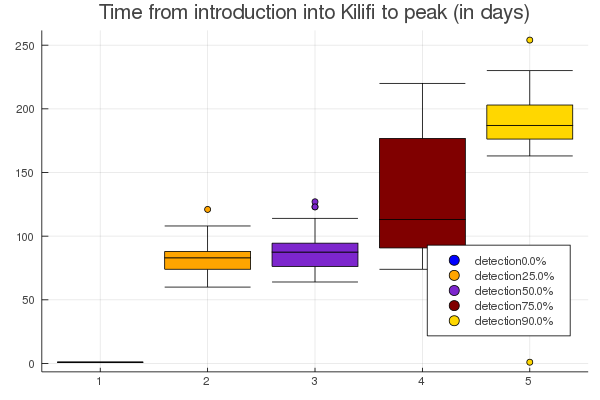 Time from introduction into Kilifi to peak (in days)
250
200
150
100
50
0
detection0.0%
detection25.0%
detection50.0%
detection75.0%
detection90.0%
1 2 3 4 5